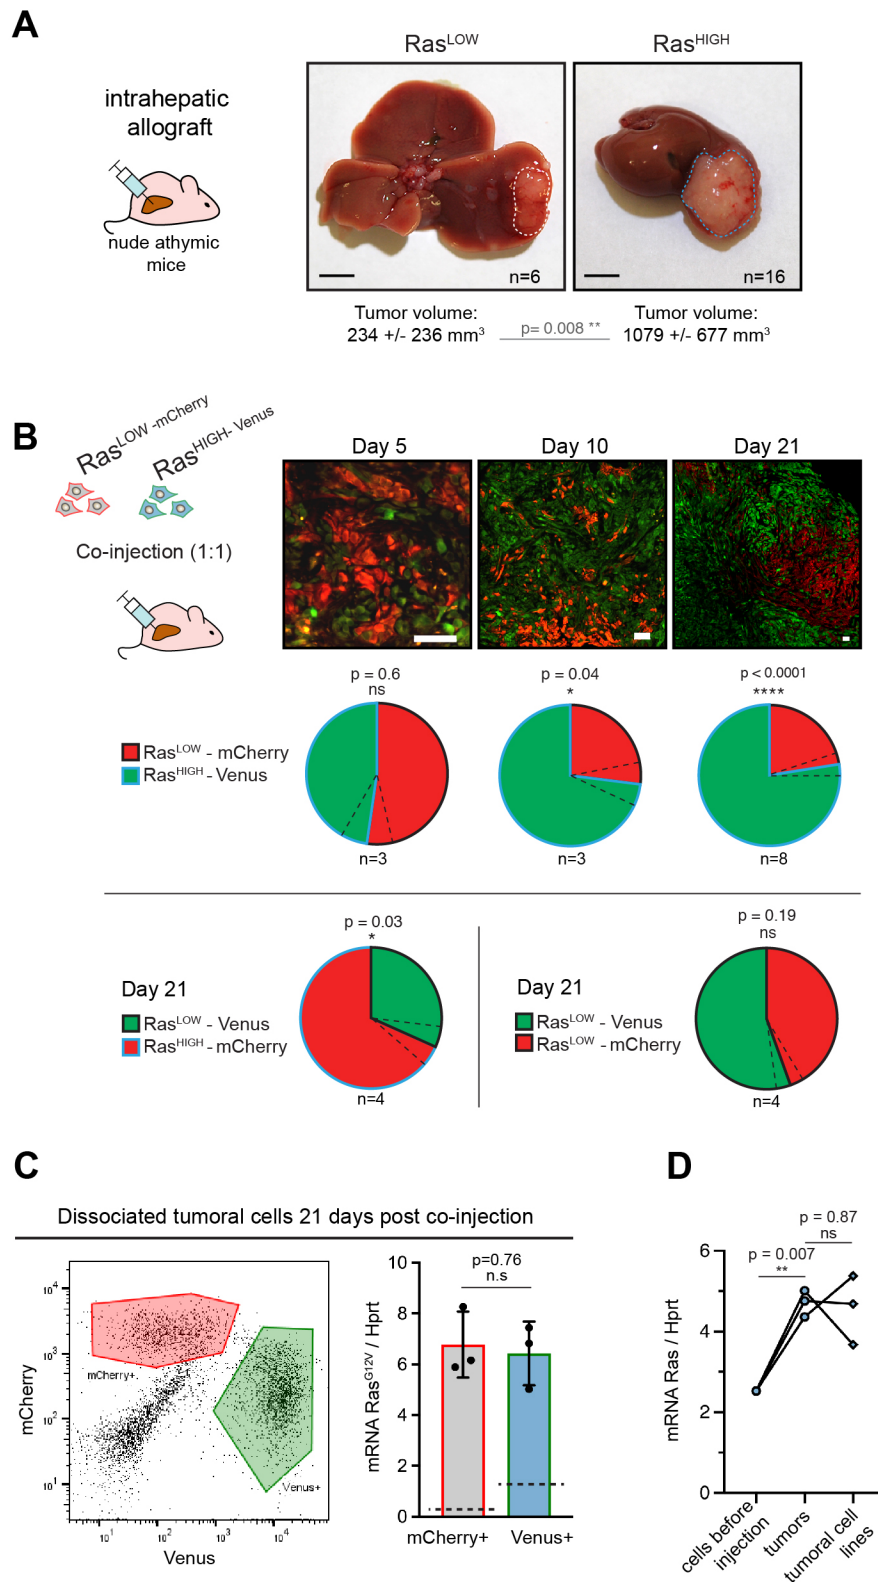 A
Ras^LOW
Ras^HIGH
intrahepatic
allograft
nude athymic
mice
n=6
n=16
Tumor volume:
234 +/- 236 mm³
p= 0.008 **
Tumor volume:
1079 +/- 677 mm³
B
Ras^LOW -mCherry
Ras^HIGH- Venus
Co-injection (1:1)
Day 5
Day 10
Day 21
p = 0.6
ns
p = 0.04
*
p < 0.0001
****
Ras^LOW - mCherry
Ras^HIGH - Venus
n=3
n=3
n=8
p = 0.03
*
Day 21
Ras^LOW - Venus
Ras^HIGH - mCherry
n=4
p = 0.19
ns
Day 21
Ras^LOW - Venus
Ras^LOW - mCherry
n=4
C
Dissociated tumoral cells 21 days post co-injection
mCherry
10⁴
10³
10²
10¹
mCherry+
Venus+
10¹ 10² 10³ 10⁴
Venus
mRNA Ras^G12V / Hprt
10
8
6
4
2
0
p=0.76
n.s
mCherry+
Venus+
D
p = 0.87
ns
p = 0.007
**
mRNA Ras / Hprt
6
4
2
0
cells before
injection
tumors
tumoral cell
lines